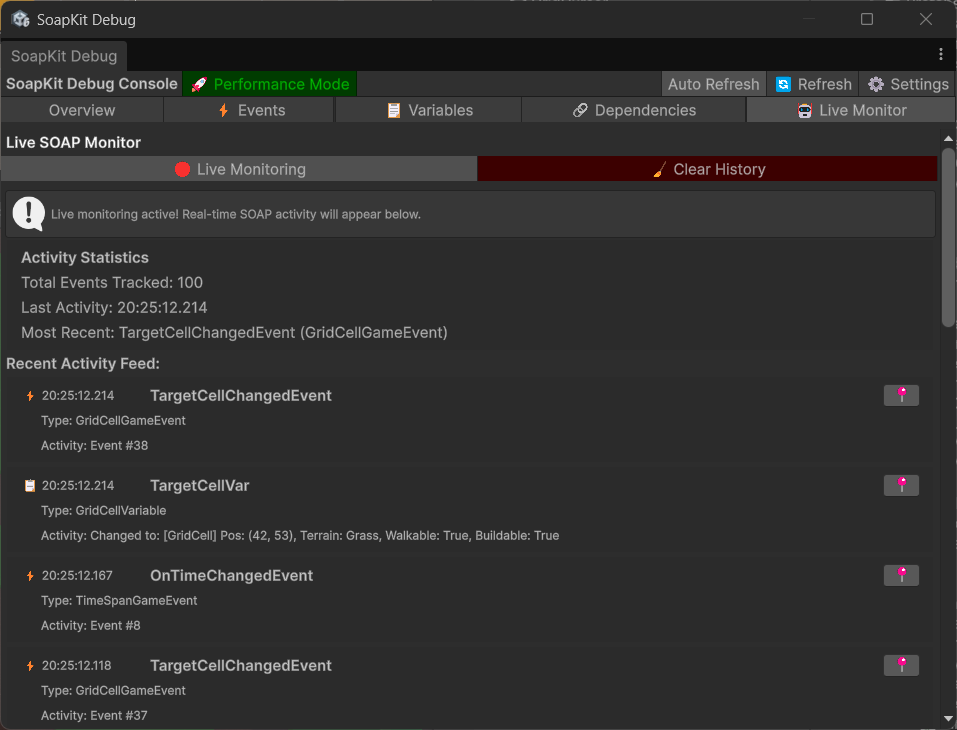 SoapKit Debug
SoapKit Debug
SoapKit Debug Console Performance Mode Auto Refresh Refresh Settings
Overview Events Variables Dependencies Live Monitor
Live SOAP Monitor
Live Monitoring Clear History
Live monitoring active! Real-time SOAP activity will appear below.
Activity Statistics
Total Events Tracked: 100
Last Activity: 20:25:12.214
Most Recent: TargetCellChangedEvent (GridCellGameEvent)
Recent Activity Feed:
20:25:12.214 TargetCellChangedEvent
Type: GridCellGameEvent
Activity: Event #38
20:25:12.214 TargetCellVar
Type: GridCellVariable
Activity: Changed to: [GridCell] Pos: (42, 53), Terrain: Grass, Walkable: True, Buildable: True
20:25:12.167 OnTimeChangedEvent
Type: TimeSpanGameEvent
Activity: Event #8
20:25:12.118 TargetCellChangedEvent
Type: GridCellGameEvent
Activity: Event #37